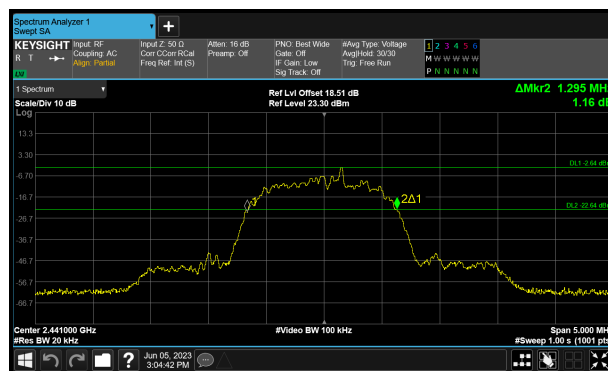 Spectrum Analyzer 1
Swept SA
KEYSIGHT
R T
Input: RF
Coupling: AC
Align: Partial
Input Z: 50 Ω
Corr CCorr RCal
Freq Ref: Int (S)
Atten: 16 dB
Preamp: Off
PNO: Best Wide
Gate: Off
IF Gain: Low
Sig Track: Off
#Avg Type: Voltage
Avg|Hold: 30/30
Trig: Free Run
1 2 3 4 5 6
M W W W W W
P N N N N N
1 Spectrum
Scale/Div 10 dB
Log
Ref Lvl Offset 18.51 dB
Ref Level 23.30 dBm
ΔMkr2 1.295 MH
1.16 dB
13.3
3.30
-6.70
-16.7
-26.7
-36.7
-46.7
-56.7
-66.7
DL1 -2.64 dB
2Δ1
DL2 -22.64 dB
Center 2.441000 GHz
#Res BW 20 kHz
#Video BW 100 kHz
Span 5.000 MH
#Sweep 1.00 s (1001 pts
Jun 05, 2023
3:04:42 PM